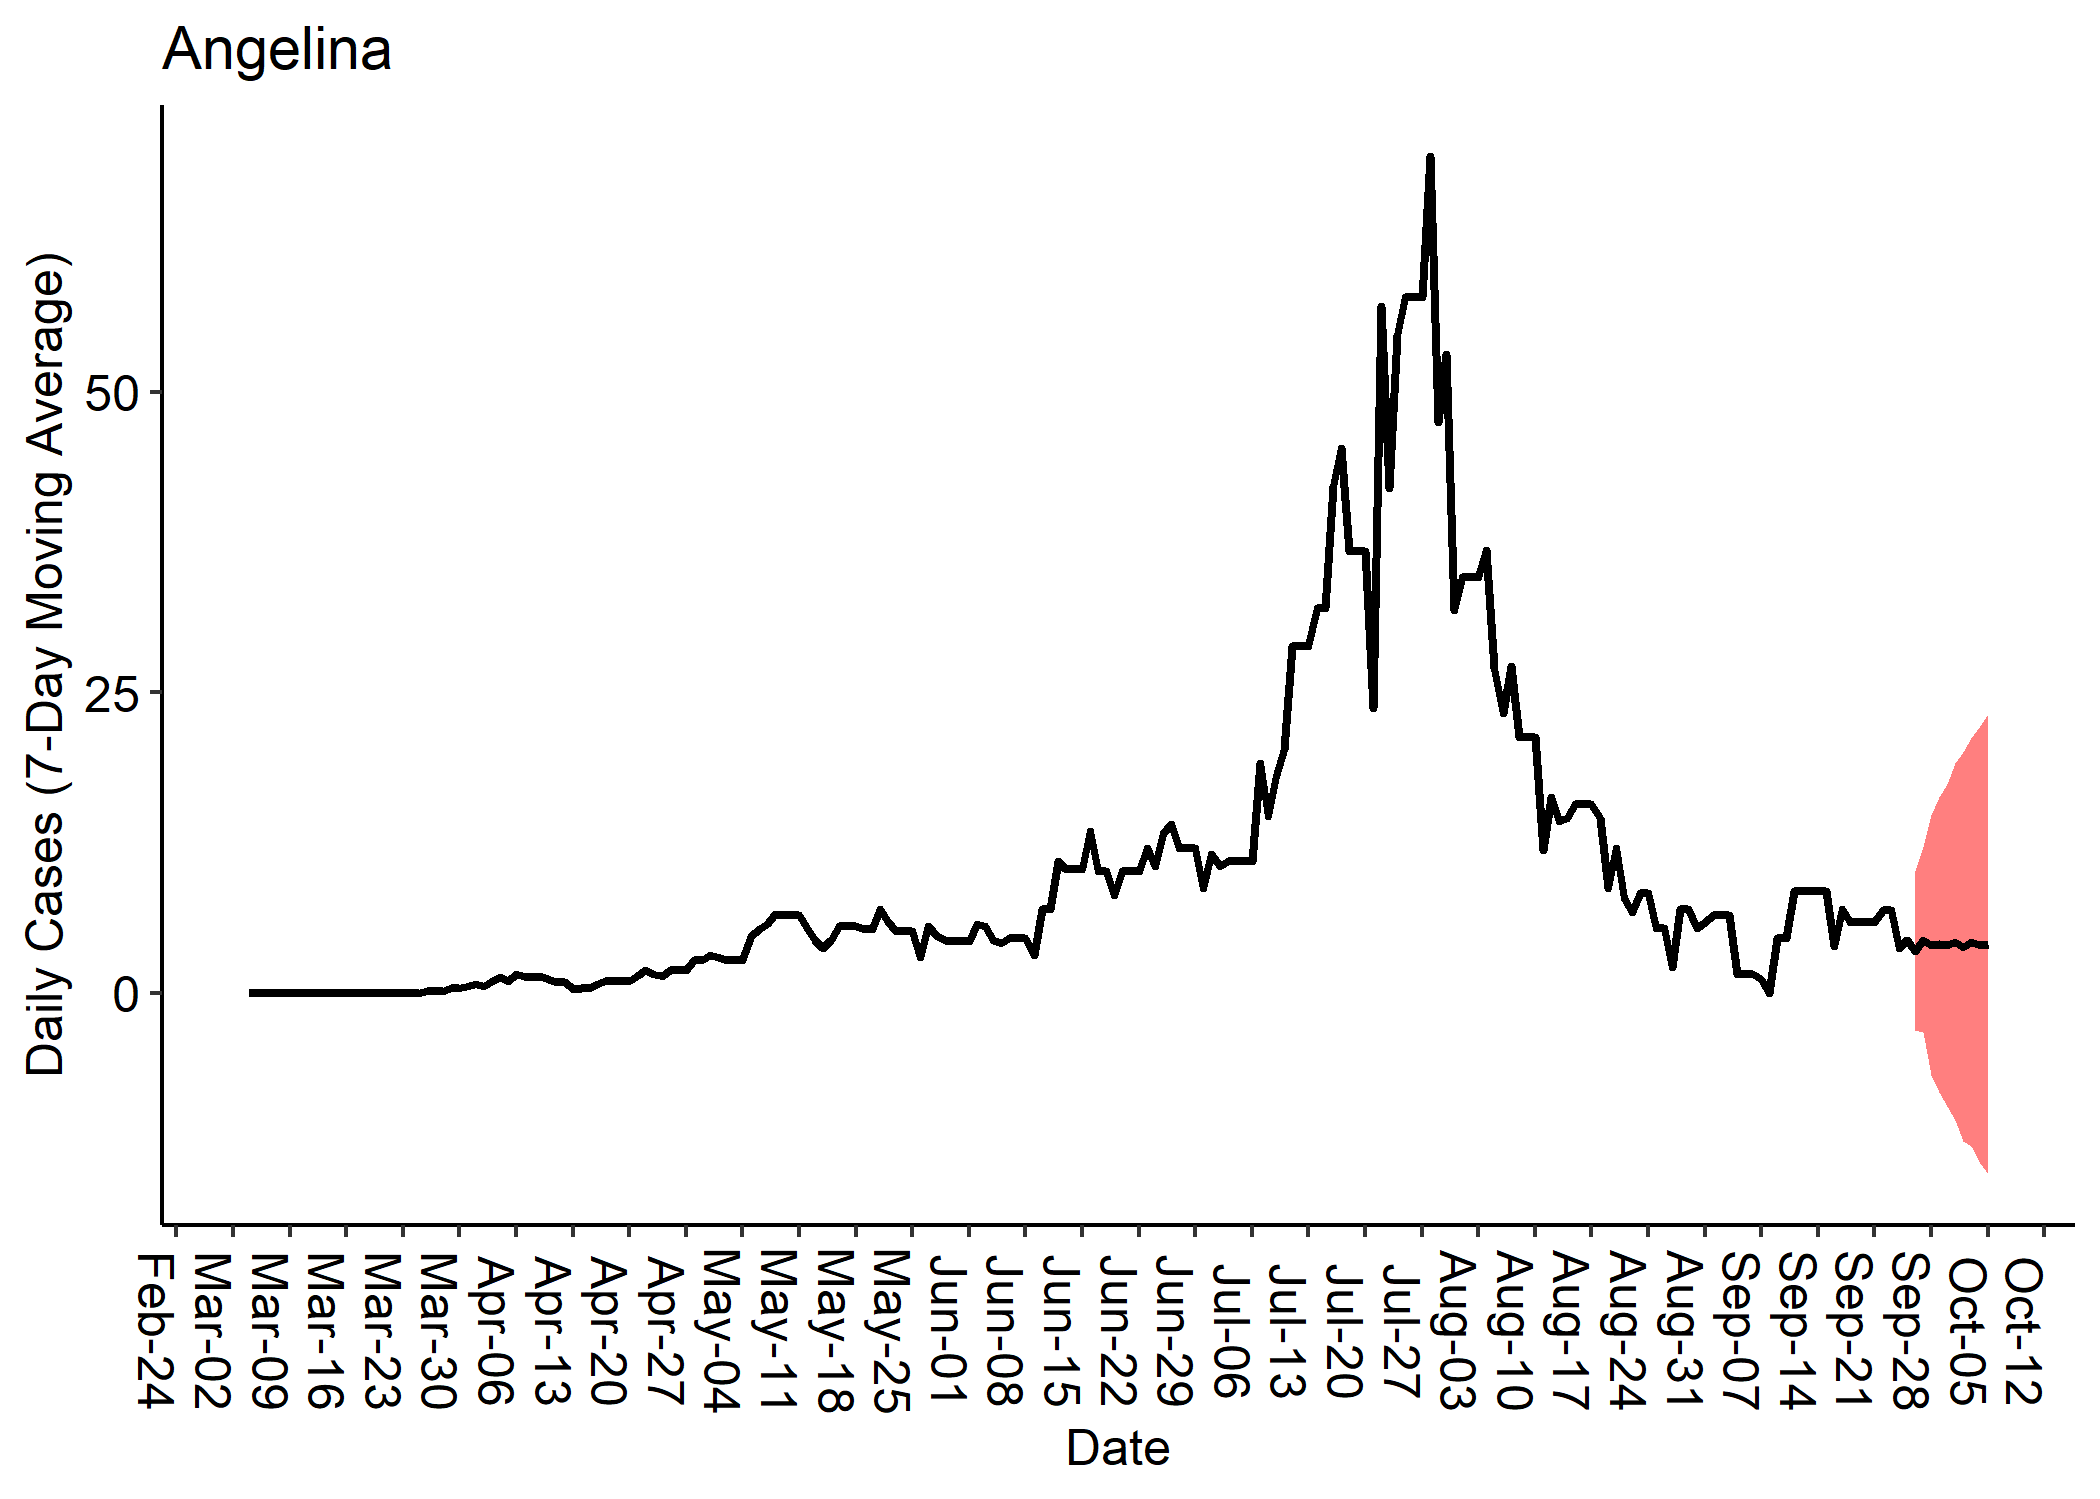 Angelina
Daily Cases (7-Day Moving Average)
50
25
0
Feb-24
Mar-02
Mar-09
Mar-16
Mar-23
Mar-30
Apr-06
Apr-13
Apr-20
Apr-27
May-04
May-11
May-18
May-25
Jun-01
Jun-08
Jun-15
Jun-22
Jun-29
Jul-06
Jul-13
Jul-20
Jul-27
Aug-03
Aug-10
Aug-17
Aug-24
Aug-31
Sep-07
Sep-14
Sep-21
Sep-28
Oct-05
Oct-12
Date